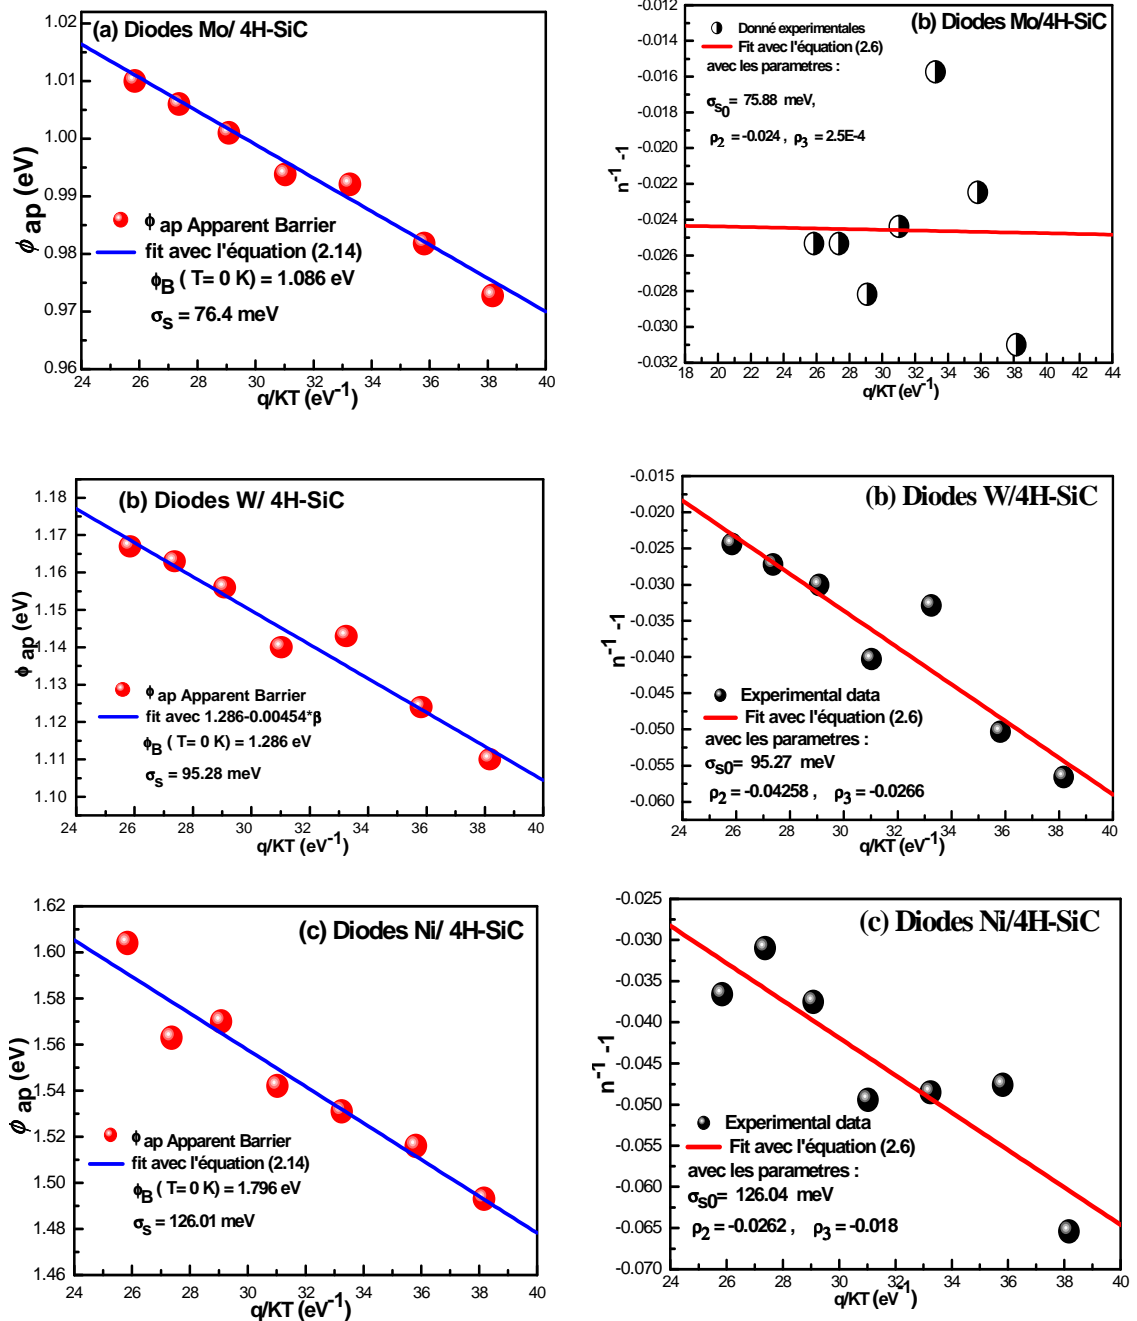 (a) Diodes Mo/ 4H-SiC
1.02
1.01
1.00
0.99
0.98
0.97
0.96
ϕap (eV)
ϕap Apparent Barrier
fit avec l'équation (2.14)
ϕB ( T= 0 K) = 1.086 eV
σs = 76.4 meV
24 26 28 30 32 34 36 38 40
q/KT (eV-1)
(b) Diodes Mo/4H-SiC
-0.012
-0.014
-0.016
-0.018
-0.020
-0.022
-0.024
-0.026
-0.028
-0.030
-0.032
n-1 -1
Donné experimentales
Fit avec l'équation (2.6)
avec les parametres :
σs0= 75.88 meV,
ρ2 = -0.024 , ρ3 = 2.5E-4
18 20 22 24 26 28 30 32 34 36 38 40 42 44
q/KT (eV-1)
(b) Diodes W/ 4H-SiC
1.18
1.17
1.16
1.15
1.14
1.13
1.12
1.11
1.10
ϕap (eV)
ϕap Apparent Barrier
fit avec 1.286-0.00454*β
ϕB ( T= 0 K) = 1.286 eV
σs = 95.28 meV
24 26 28 30 32 34 36 38 40
q/KT (eV-1)
(b) Diodes W/4H-SiC
-0.015
-0.020
-0.025
-0.030
-0.035
-0.040
-0.045
-0.050
-0.055
-0.060
n-1 -1
Experimental data
Fit avec l'équation (2.6)
avec les parametres :
σs0= 95.27 meV
ρ2 = -0.04258 , ρ3 = -0.0266
24 26 28 30 32 34 36 38 40
q/KT (eV-1)
(c) Diodes Ni/ 4H-SiC
1.62
1.60
1.58
1.56
1.54
1.52
1.50
1.48
1.46
ϕap (eV)
ϕap Apparent Barrier
fit avec l'équation (2.14)
ϕB ( T= 0 K) = 1.796 eV
σs = 126.01 meV
24 26 28 30 32 34 36 38 40
q/KT (eV-1)
(c) Diodes Ni/4H-SiC
-0.025
-0.030
-0.035
-0.040
-0.045
-0.050
-0.055
-0.060
-0.065
-0.070
n-1 -1
Experimental data
Fit avec l'équation (2.6)
avec les parametres :
σs0= 126.04 meV
ρ2 = -0.0262 , ρ3 = -0.018
24 26 28 30 32 34 36 38 40
q/KT (eV-1)